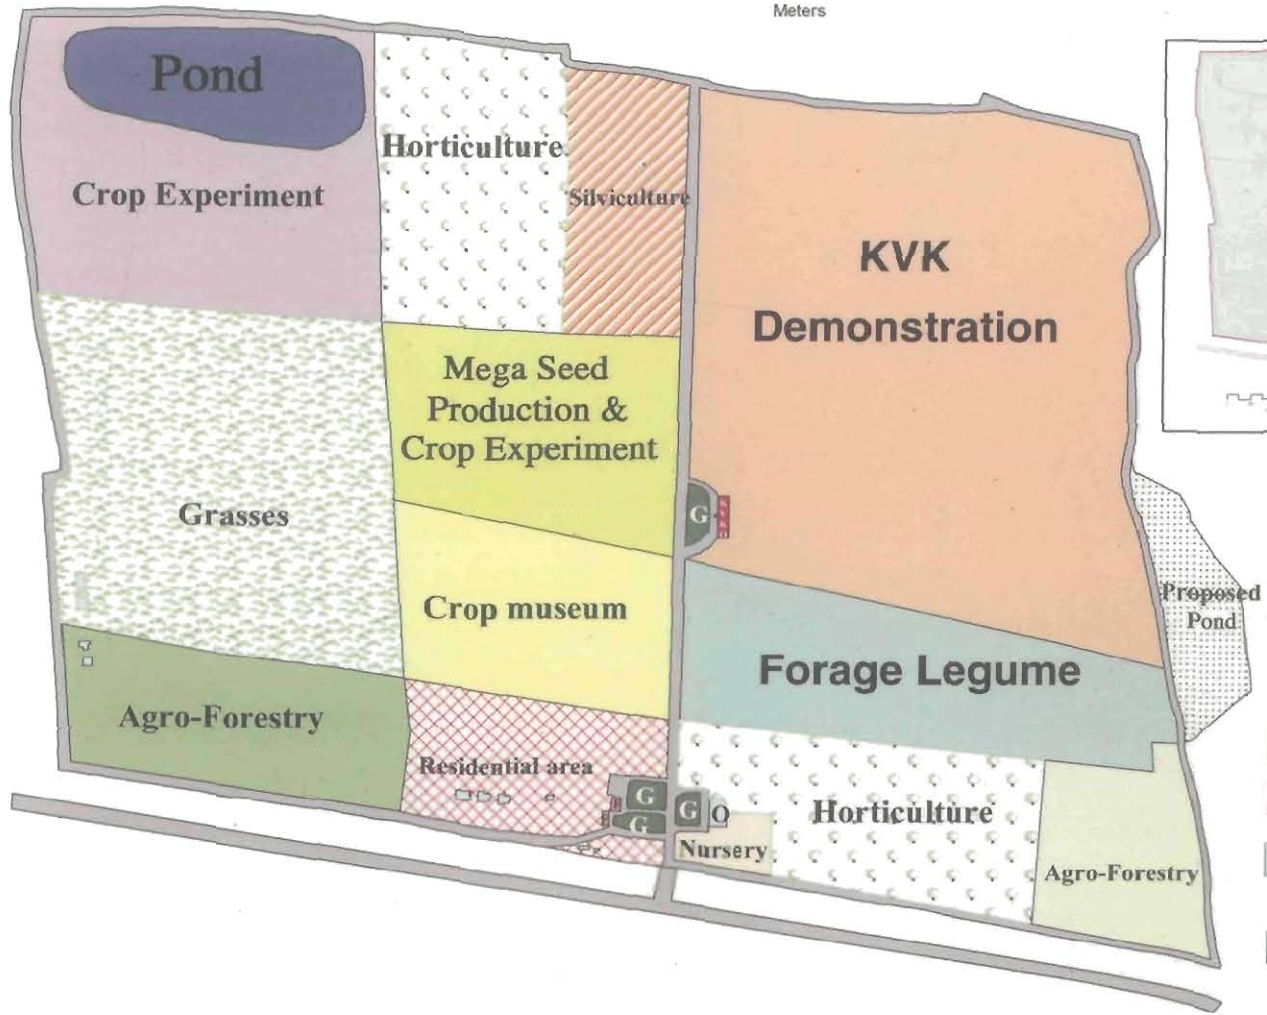 Meters
Pond
Horticulture
Crop Experiment
Silviculture
KVK
Demonstration
Mega Seed
Production &
Crop Experiment
Grasses
G
Crop museum
Proposed
Pond
Forage Legume
Agro-Forestry
Residential area
G
G
G
O
Horticulture
Nursery
Agro-Forestry